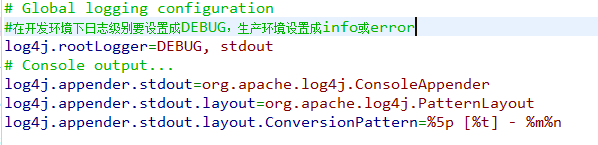 # Global logging configuration
#在开发环境下日志级别要设置成DEBUG，生产环境设置成info或error
log4j.rootLogger=DEBUG, stdout
# Console output...
log4j.appender.stdout=org.apache.log4j.ConsoleAppender
log4j.appender.stdout.layout=org.apache.log4j.PatternLayout
log4j.appender.stdout.layout.ConversionPattern=%5p [%t] - %m%n